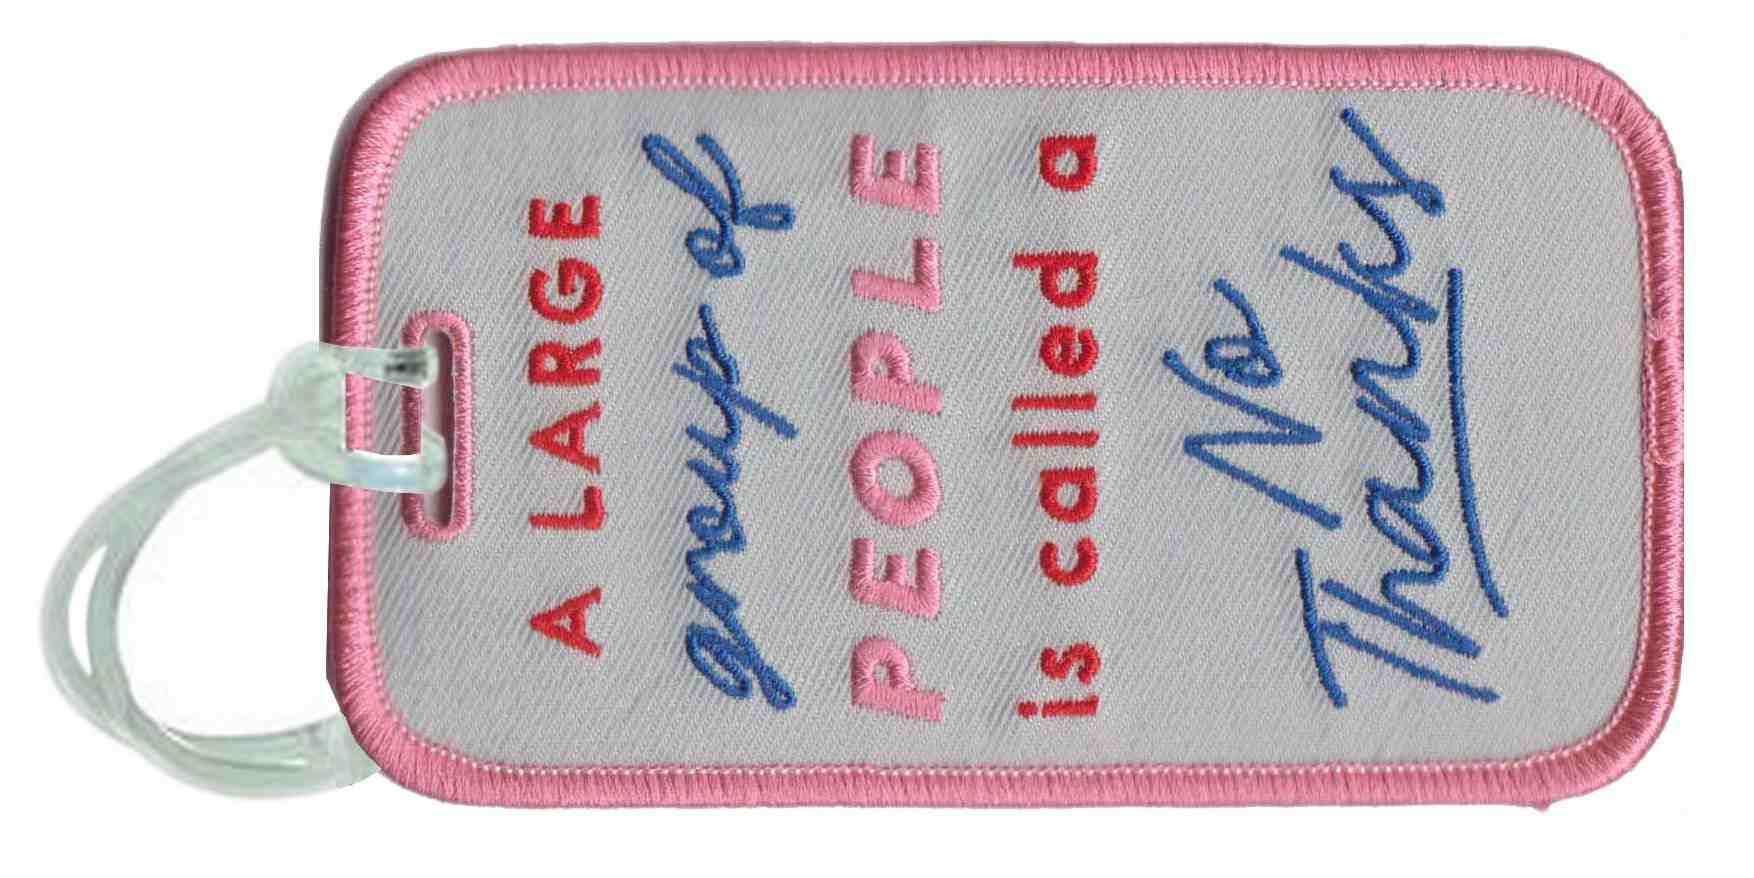 A LARGE
group of
PEOPLE
is called a
No
Thanks